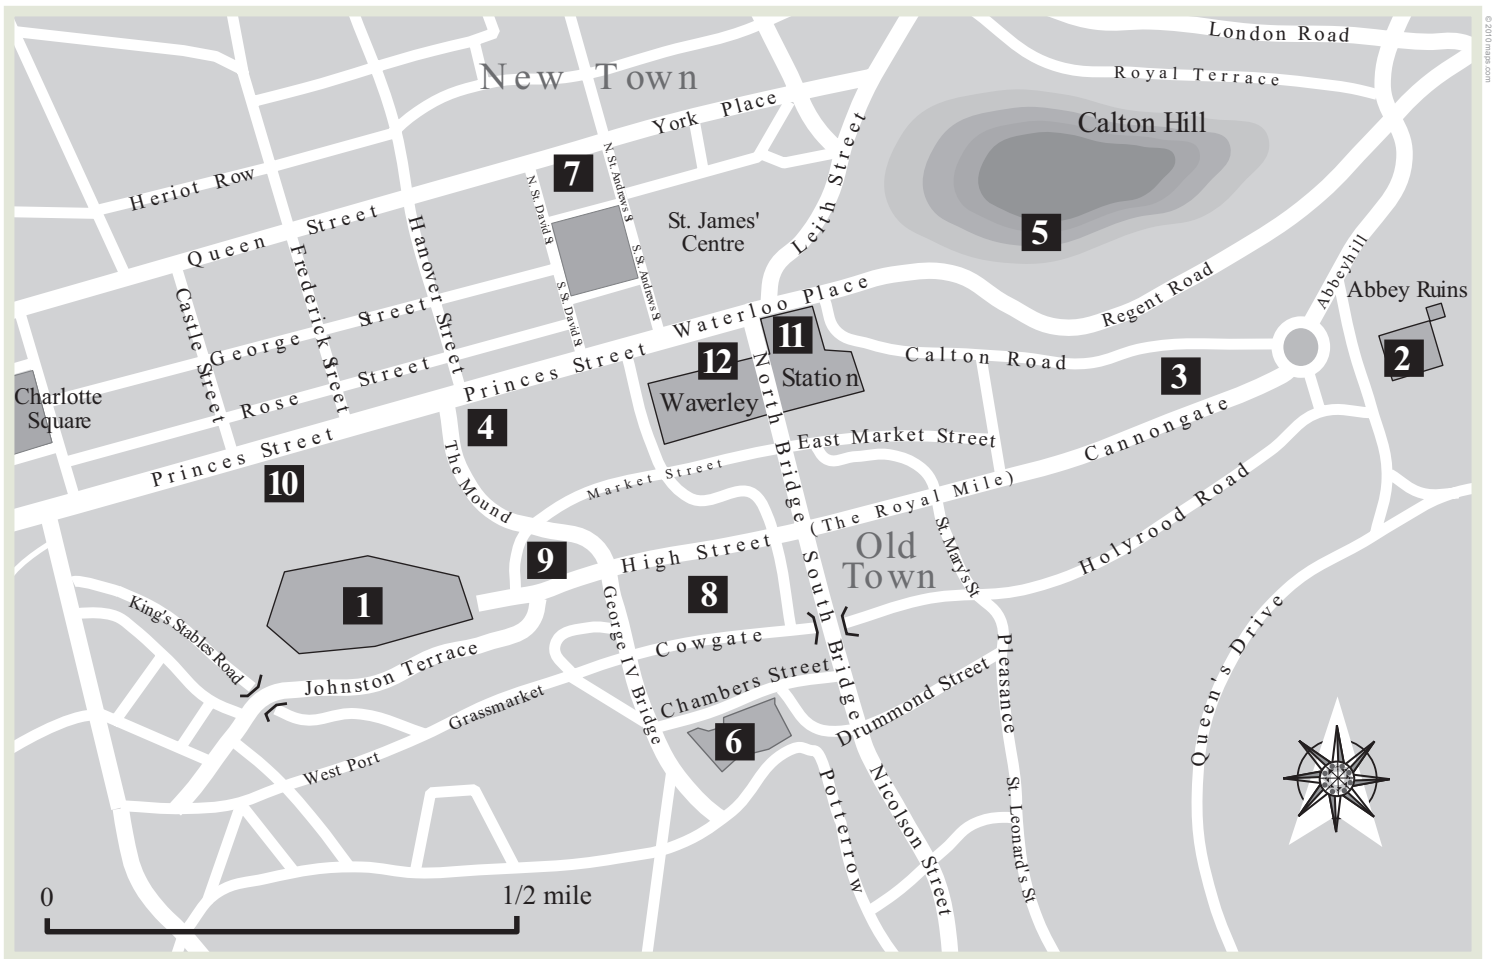 © 2010 maps.com
London Road
Royal Terrace
New Town
York Place
Calton Hill
Heriot Row
7
N. St. Andrews St
N. St. David St
Queen Street
Hanover Street
St. James'
Centre
Leith Street
5
Frederick Street
Castle Street
George Street
S. St. Andrews St
S. St. David St
Waterloo Place
Regent Road
Abbeyhill
Abbey Ruins
11
12
Station
Waverley
Calton Road
3
2
Rose Street
Princes Street
Charlotte
Square
4
Princes Street
10
The Mound
Market Street
North Bridge
East Market Street
Cannongate
(The Royal Mile)
High Street
9
8
Old
Town
St. Mary's St
Holyrood Road
1
King's Stables Road
Johnston Terrace
George IV Bridge
Cowgate
South Bridge
Chambers Street
Drummond Street
Pleasance
Queen's Drive
Grassmarket
West Port
6
Potterrow
Nicolson Street
St. Leonard's St
0
1/2 mile